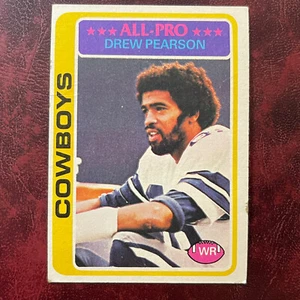 ★★★ALL·PRO★★★
DREW PEARSON
COWBOYS
WR